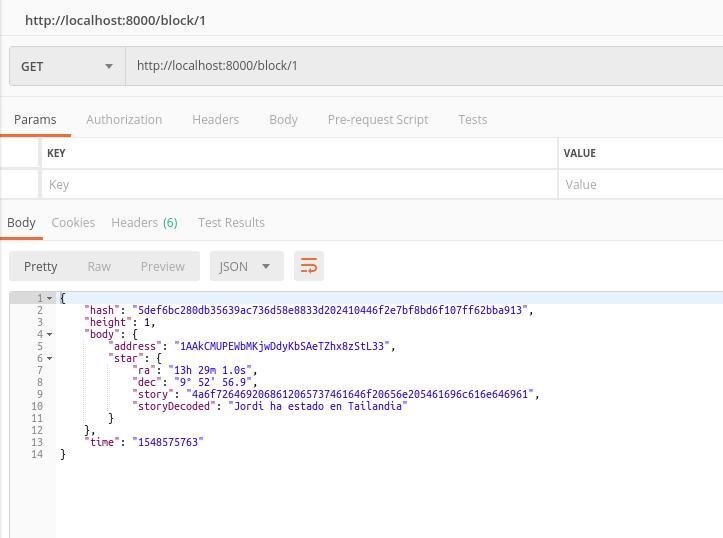 http://localhost:8000/block/1
GET http://localhost:8000/block/1
Params Authorization Headers Body Pre-request Script Tests
KEY VALUE
Key Value
Body Cookies Headers (6) Test Results
Pretty Raw Preview JSON
1 {
2 "hash": "5def6bc280db35639ac736d58e8833d202410446f2e7bf8bd6f107ff62bba913",
3 "height": 1,
4 "body": {
5 "address": "1AAkCMUPEWbMKjwDdyKbSAeTZhx8zStL33",
6 "star": {
7 "ra": "13h 29m 1.0s",
8 "dec": "9° 52' 56.9",
9 "story": "4a6f726469206861206573746​1646f20656e205461696c616e646961",
10 "storyDecoded": "Jordi ha estado en Tailandia"
11 }
12 },
13 "time": "1548575763"
14 }